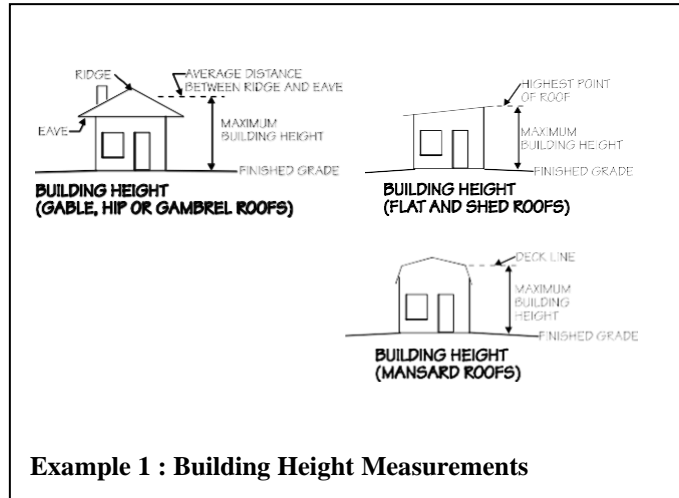 RIDGE
AVERAGE DISTANCE
BETWEEN RIDGE AND EAVE
EAVE
MAXIMUM
BUILDING HEIGHT
FINISHED GRADE
BUILDING HEIGHT
(GABLE, HIP OR GAMBREL ROOFS)
HIGHEST POINT
OF ROOF
MAXIMUM
BUILDING HEIGHT
FINISHED GRADE
BUILDING HEIGHT
(FLAT AND SHED ROOFS)
DECK LINE
MAXIMUM
BUILDING
HEIGHT
FINISHED GRADE
BUILDING HEIGHT
(MANSARD ROOFS)
Example 1 : Building Height Measurements